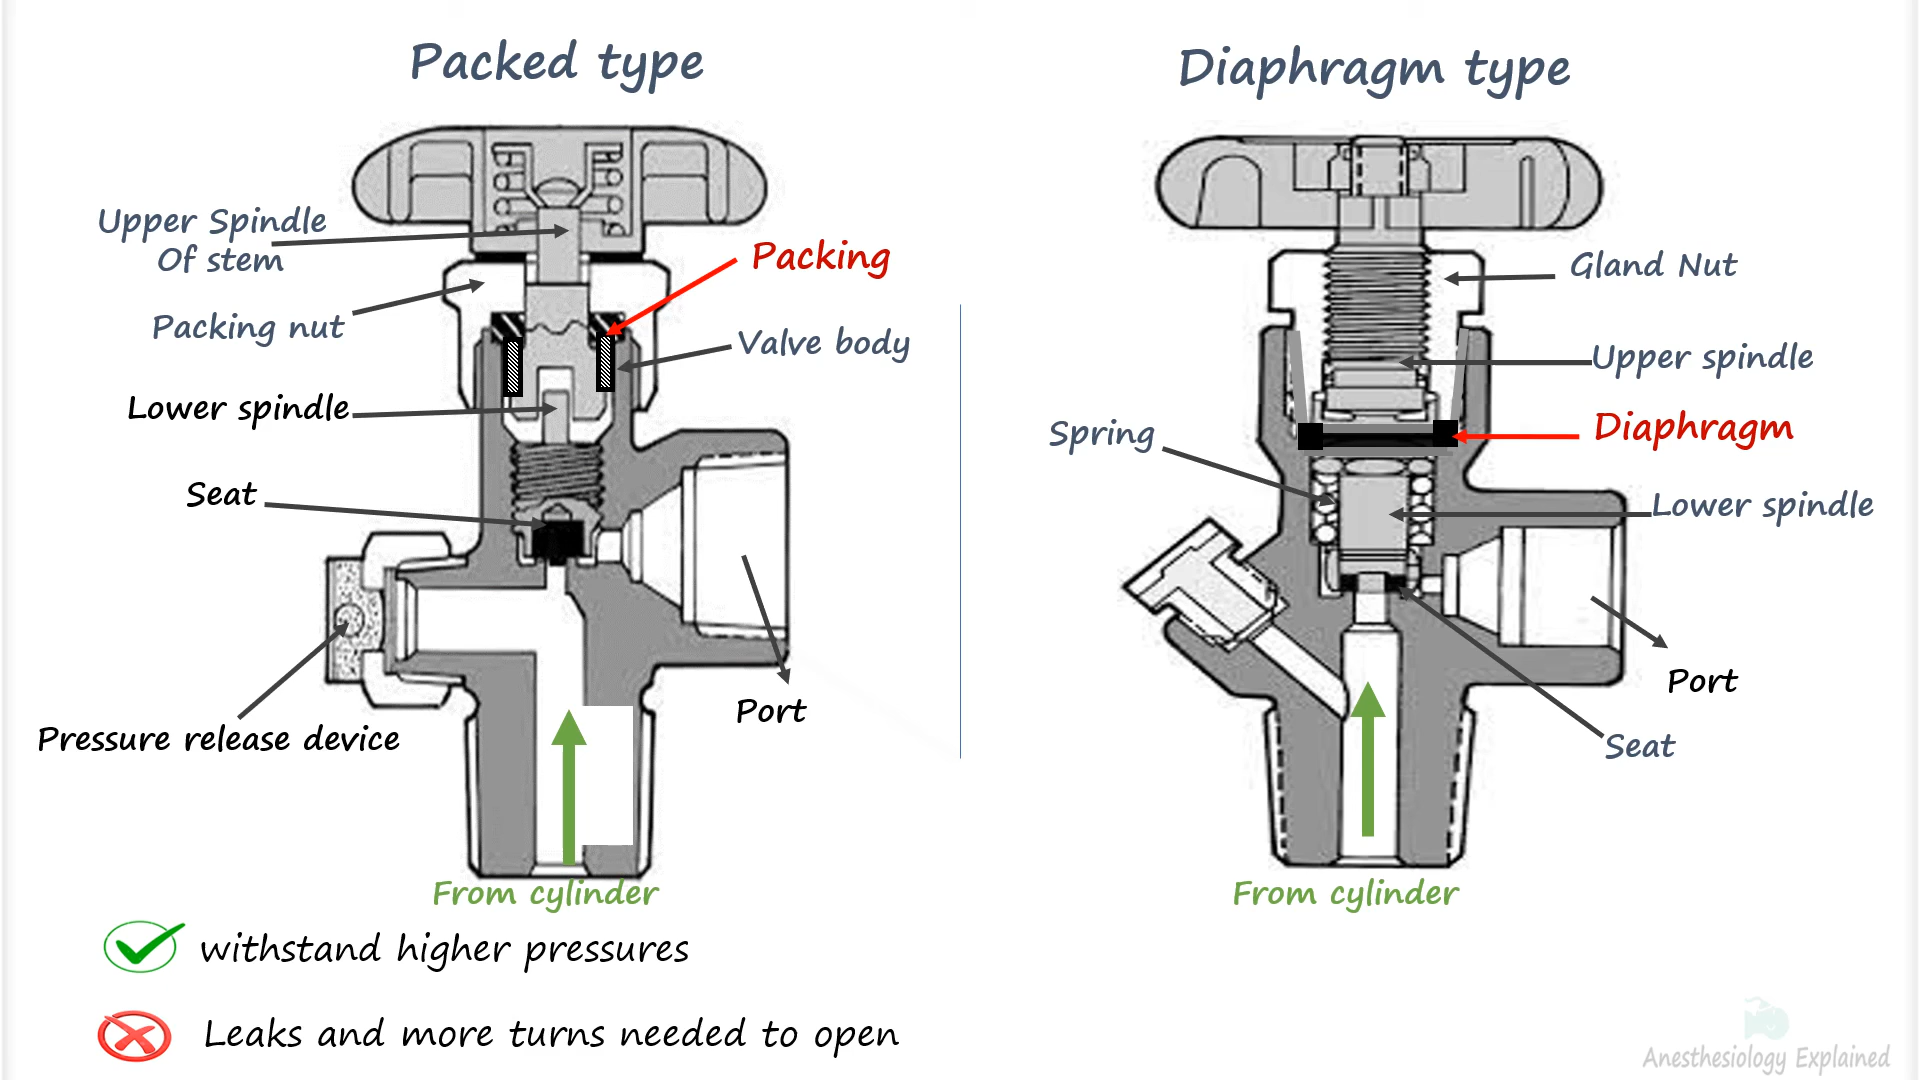 Packed type
Diaphragm type
Upper Spindle
Of stem
Packing
Packing nut
Valve body
Lower spindle
Seat
Pressure release device
Port
From cylinder
Gland Nut
Upper spindle
Diaphragm
Spring
Lower spindle
Port
Seat
From cylinder
withstand higher pressures
Leaks and more turns needed to open
Anesthesiology Explained